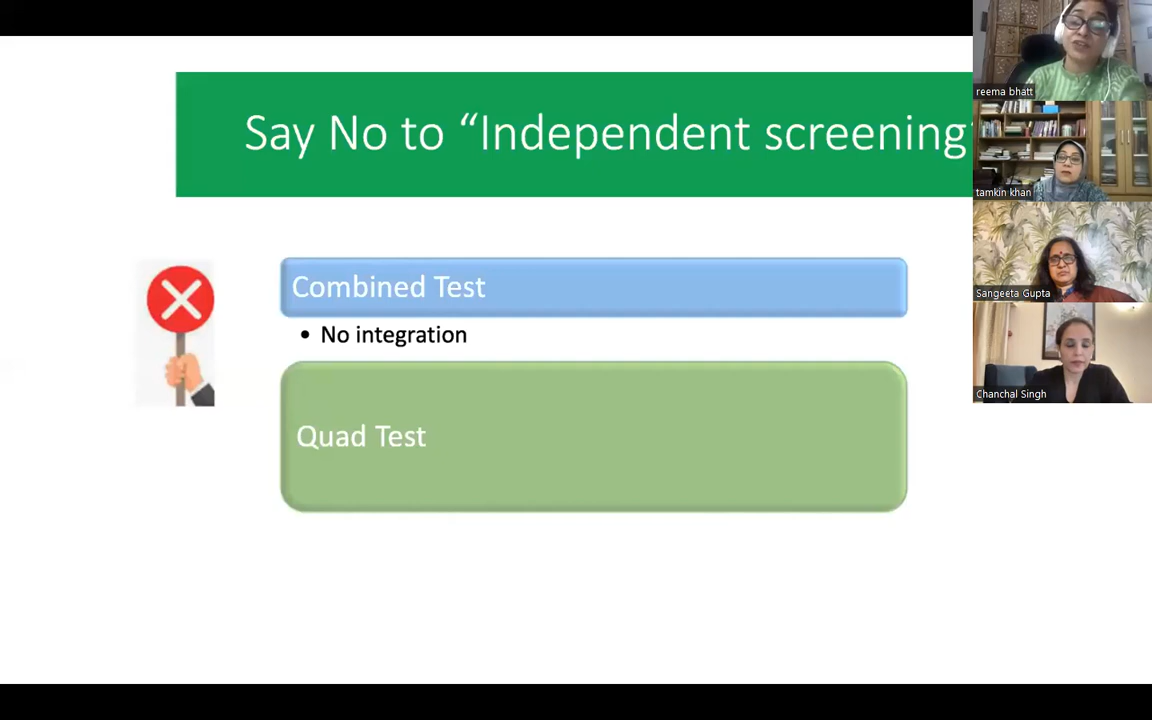 Say No to “Independent screening
Combined Test
• No integration
Quad Test
reema bhatt
tamkin khan
Sangeeta Gupta
Chanchal Singh